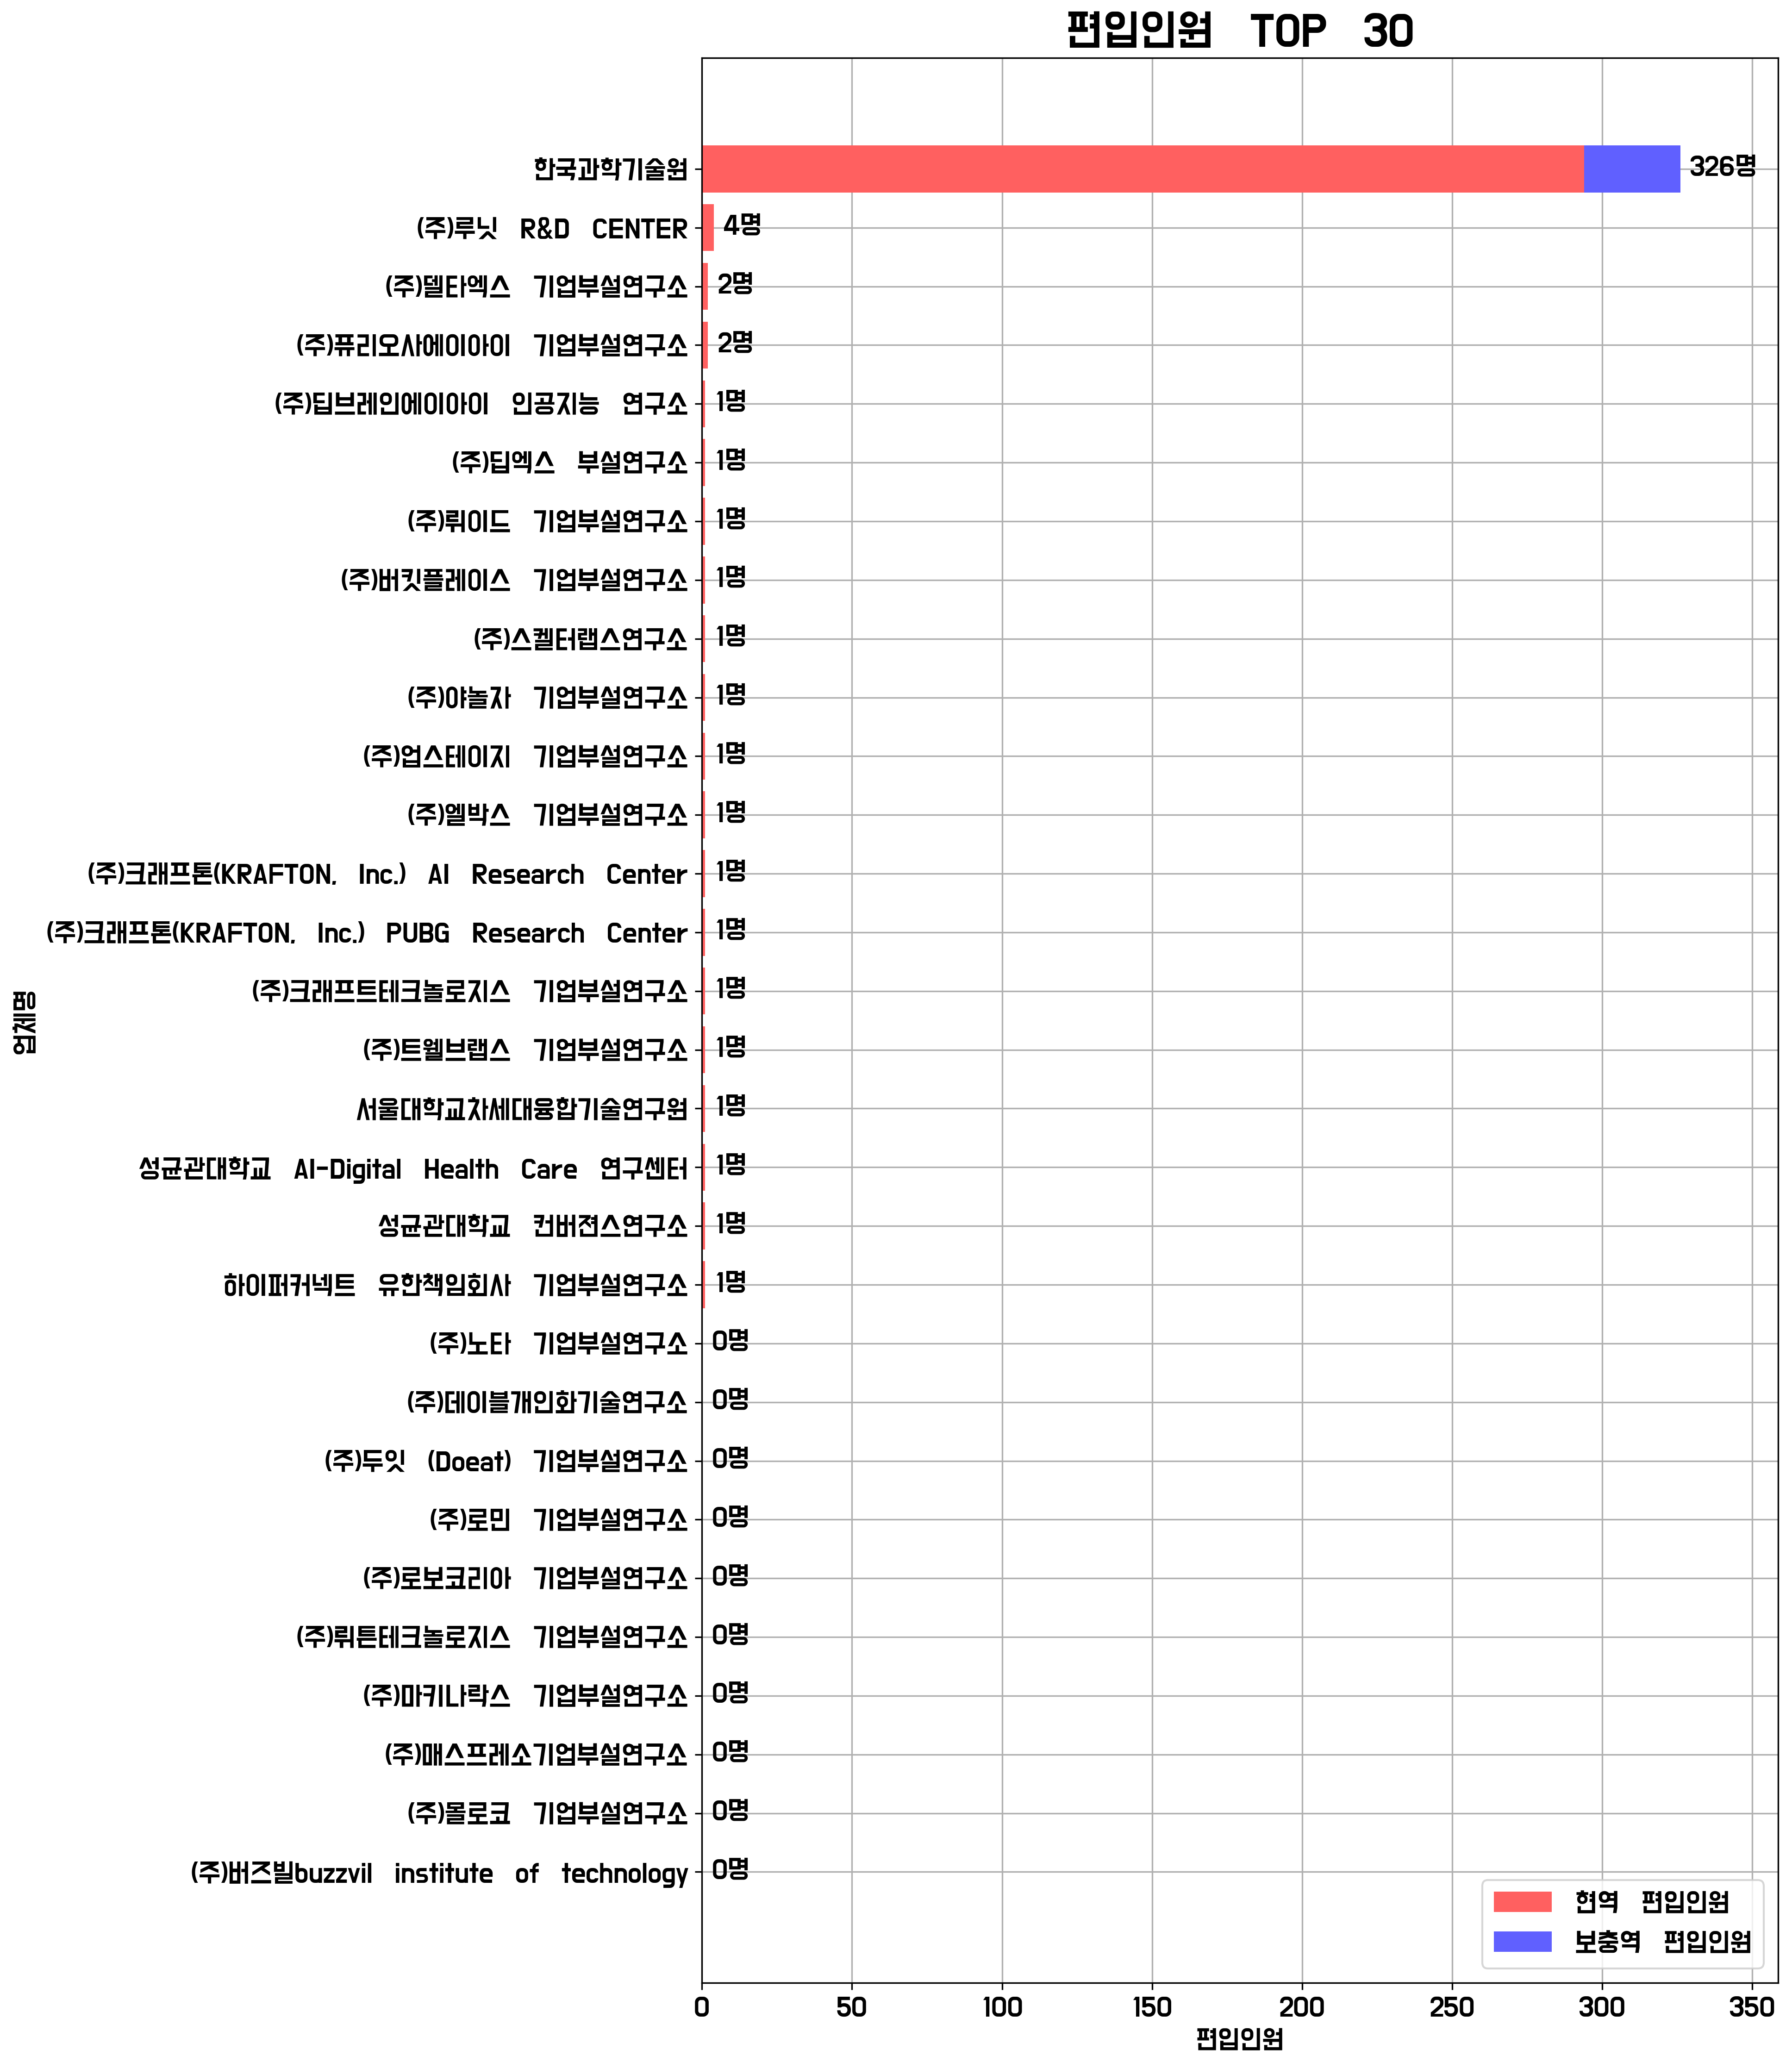 편입인원 TOP 30
한국과학기술원 326명
(주)루닛 R&D CENTER 4명
(주)델타엑스 기업부설연구소 2명
(주)퓨리오사에이아이 기업부설연구소 2명
(주)딥브레인에이아이 인공지능 연구소 1명
(주)딥엑스 부설연구소 1명
(주)뤼이드 기업부설연구소 1명
(주)버킷플레이스 기업부설연구소 1명
(주)스켈터랩스연구소 1명
(주)야놀자 기업부설연구소 1명
(주)업스테이지 기업부설연구소 1명
(주)엘박스 기업부설연구소 1명
(주)크래프톤(KRAFTON, Inc.) AI Research Center 1명
(주)크래프톤(KRAFTON, Inc.) PUBG Research Center 1명
(주)크래프트테크놀로지스 기업부설연구소 1명
(주)트웰브랩스 기업부설연구소 1명
서울대학교차세대융합기술연구원 1명
성균관대학교 AI-Digital Health Care 연구센터 1명
성균관대학교 컨버젼스연구소 1명
하이퍼커넥트 유한책임회사 기업부설연구소 1명
(주)노타 기업부설연구소 0명
(주)데이블개인화기술연구소 0명
(주)두잇 (Doeat) 기업부설연구소 0명
(주)로민 기업부설연구소 0명
(주)로보코리아 기업부설연구소 0명
(주)뤼튼테크놀로지스 기업부설연구소 0명
(주)마키나락스 기업부설연구소 0명
(주)매스프레소기업부설연구소 0명
(주)몰로코 기업부설연구소 0명
(주)버즈빌buzzvil institute of technology 0명
업체명
현역 편입인원
보충역 편입인원
0 50 100 150 200 250 300 350
편입인원